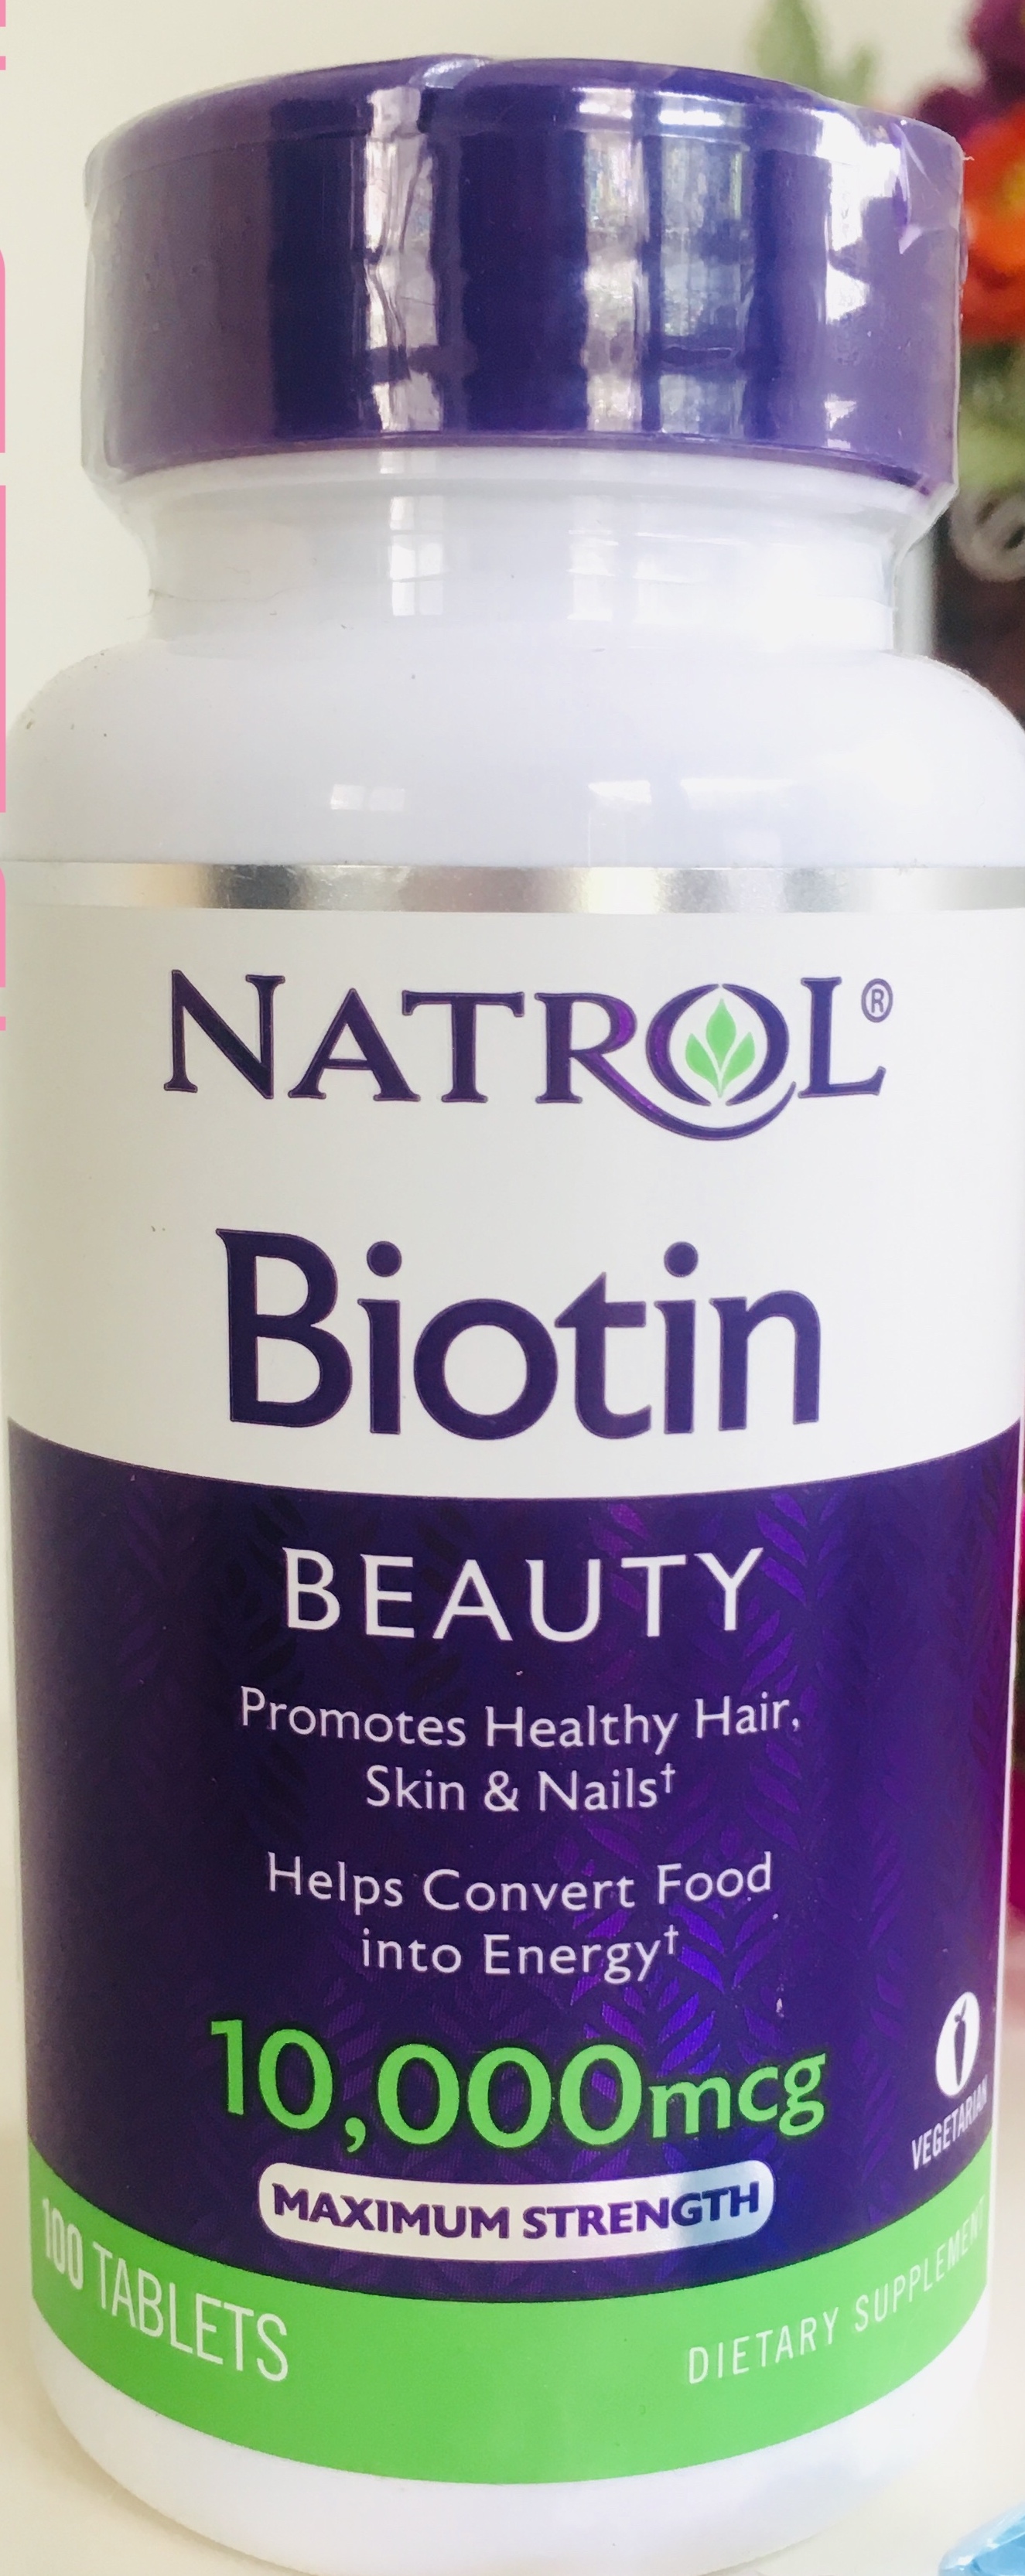 NATROL®
Biotin
BEAUTY
Promotes Healthy Hair,
Skin & Nails†
Helps Convert Food
into Energy†
10,000mcg
MAXIMUM STRENGTH
VEGETARIAN
100 TABLETS
DIETARY SUPPLEMENT